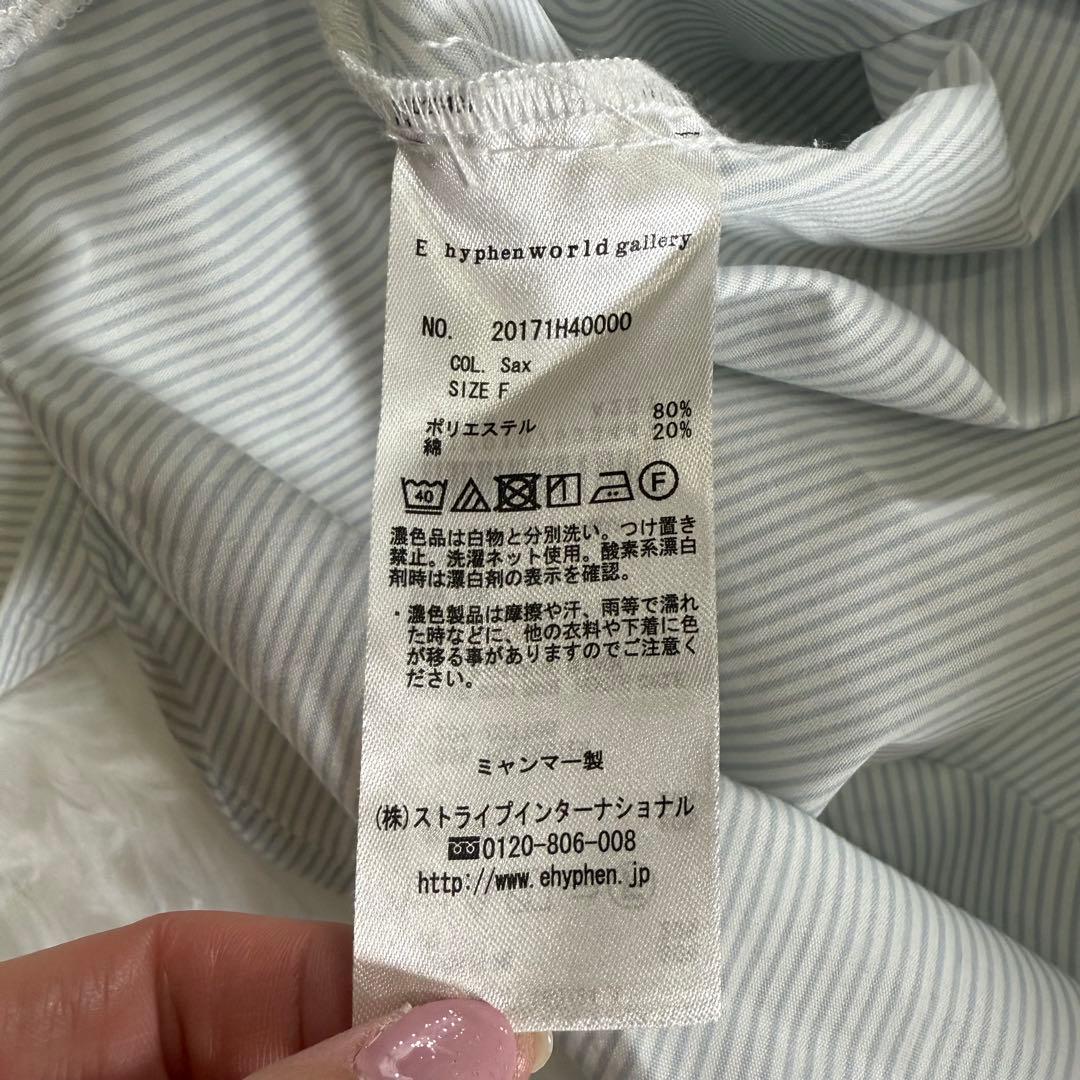 E hyphen world gallery
NO. 20171H40000
COL. Sax
SIZE F
ポリエステル 80%
綿 20%
40
F
濃色品は白物と分別洗い。つけ置き
禁止。洗濯ネット使用。酸素系漂白
剤時は漂白剤の表示を確認。
・濃色製品は摩擦や汗、雨等で濡れ
た時などに、他の衣料や下着に色
が移る事がありますのでご注意く
ださい。
ミャンマー製
(株)ストライプインターナショナル
0120-806-008
http://www.ehyphen.jp